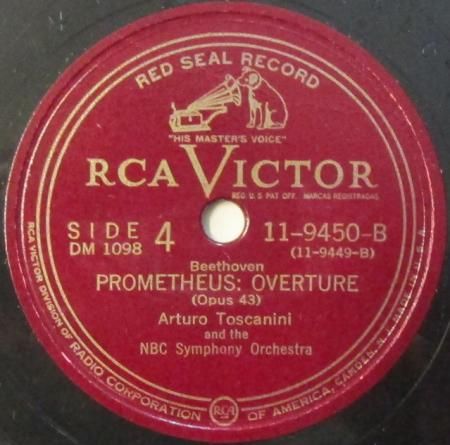 RED SEAL RECORD
"HIS MASTER'S VOICE"
RCA VICTOR
REG. U.S. PAT. OFF. MARCAS REGISTRADAS
SIDE 4
DM 1098
11-9450-B
(11-9449-B)
Beethoven
PROMETHEUS: OVERTURE
(Opus 43)
Arturo Toscanini
and the
NBC Symphony Orchestra
RCA VICTOR DIVISION OF RADIO CORPORATION RCA OF AMERICA, CAMDEN, N. J. MADE IN U. S. A.